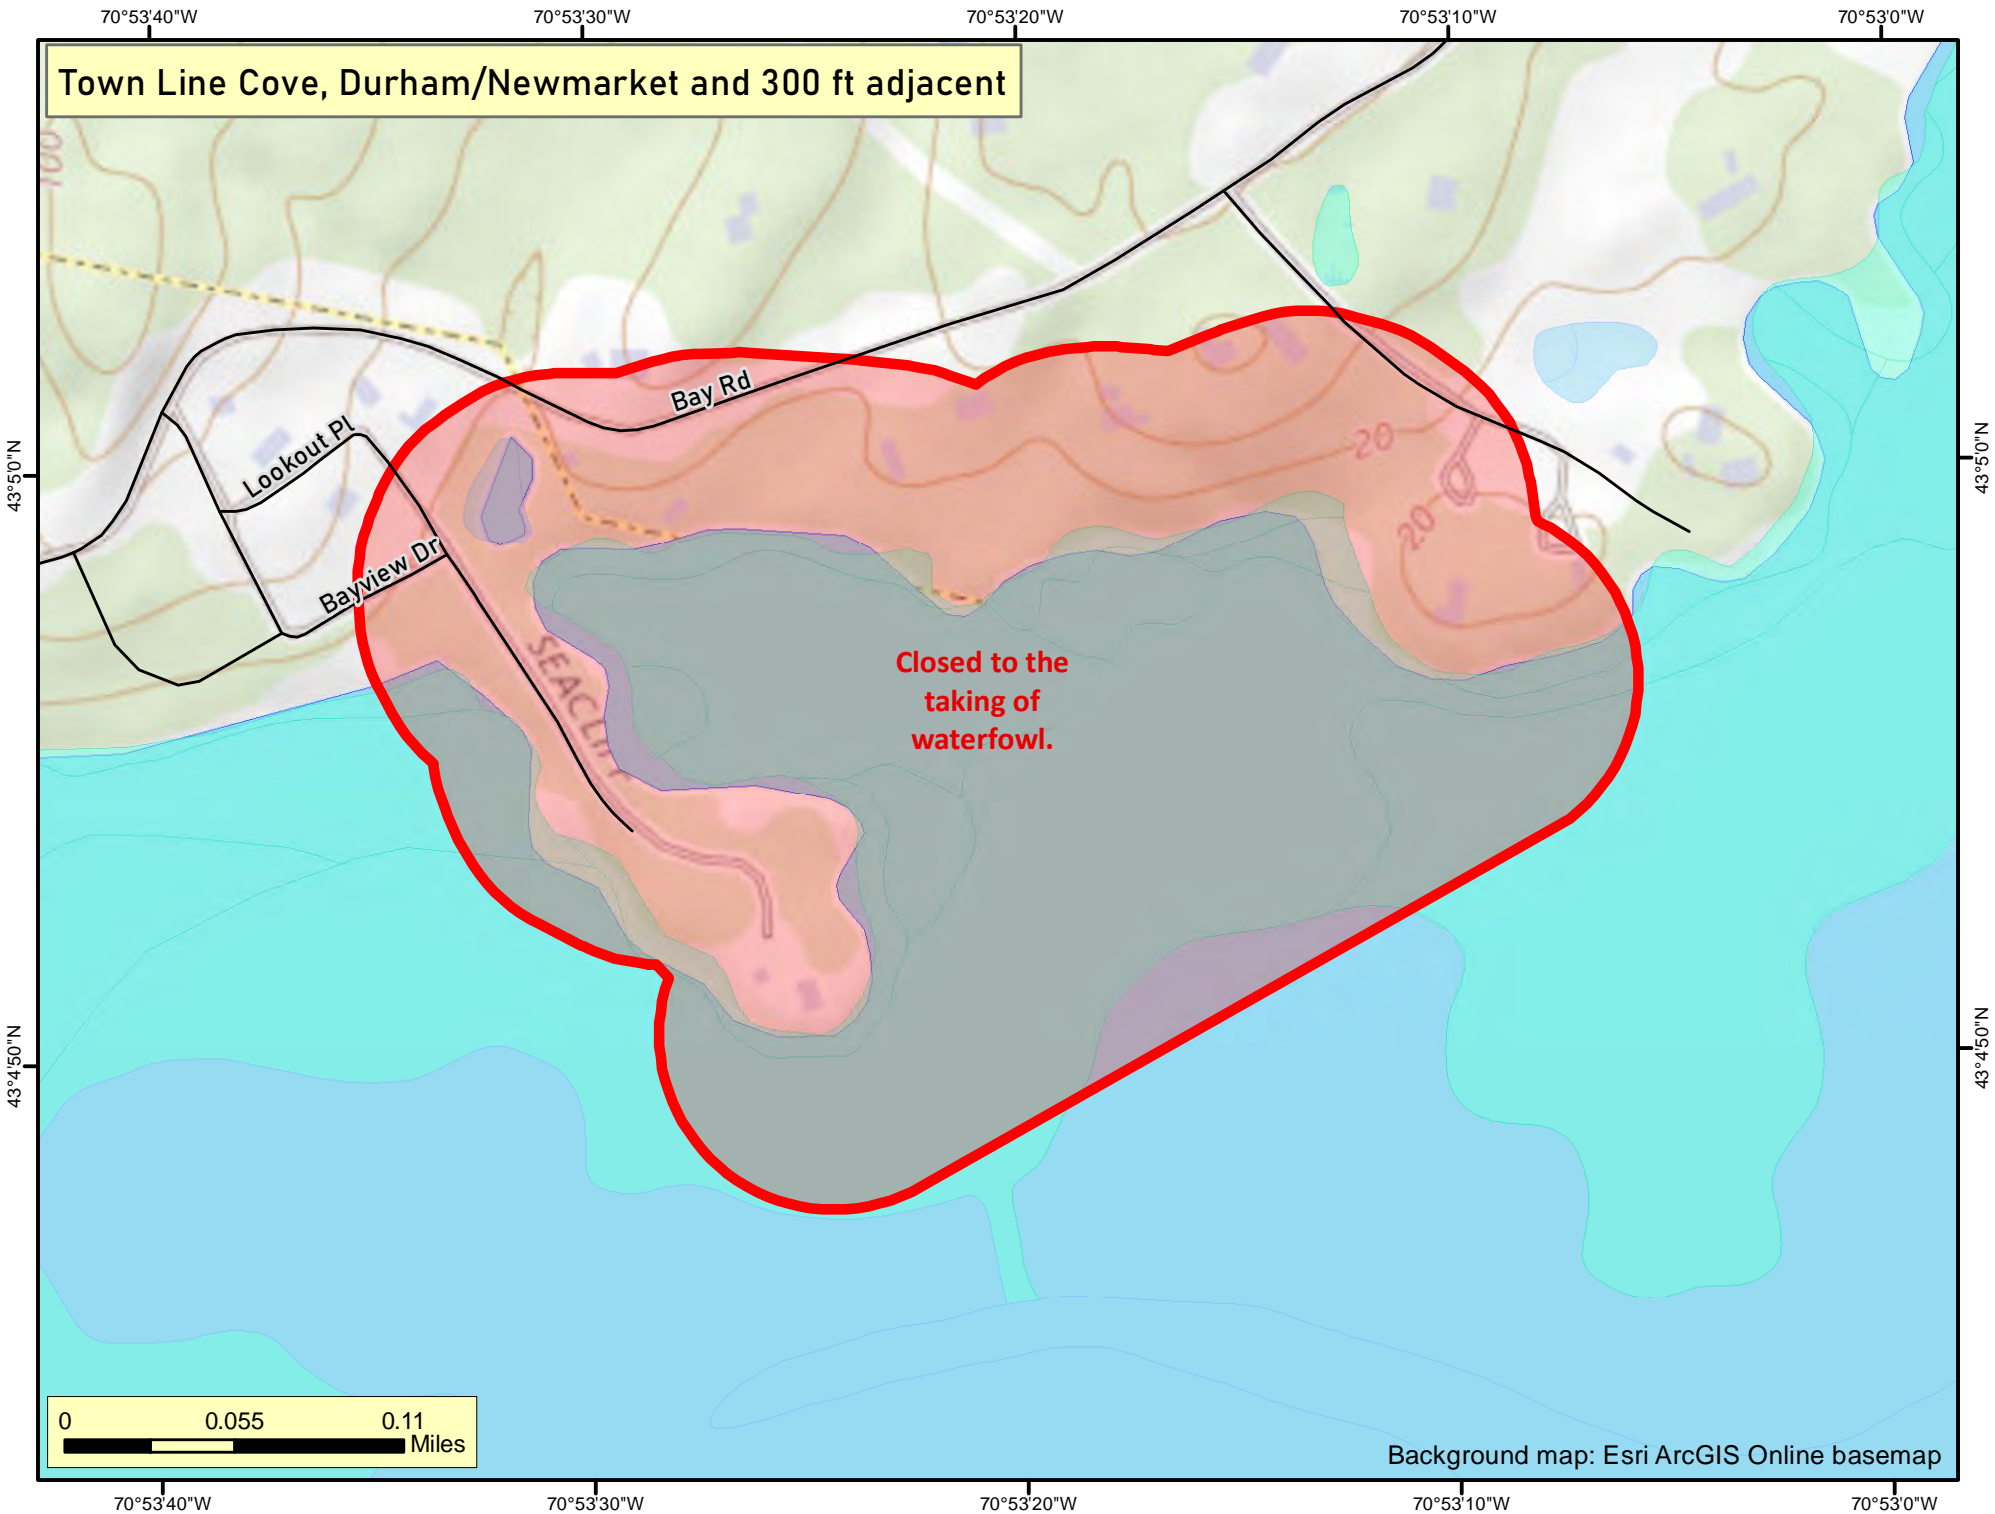 70°53'40"W 70°53'30"W 70°53'20"W 70°53'10"W 70°53'0"W
Town Line Cove, Durham/Newmarket and 300 ft adjacent
100
Bay Rd
Lookout Pl
20
43°5'0"N 43°5'0"N
20
Bayview Dr
SEACLIFF
Closed to the
taking of
waterfowl.
43°4'50"N 43°4'50"N
0 0.055 0.11
Miles
Background map: Esri ArcGIS Online basemap
70°53'40"W 70°53'30"W 70°53'20"W 70°53'10"W 70°53'0"W